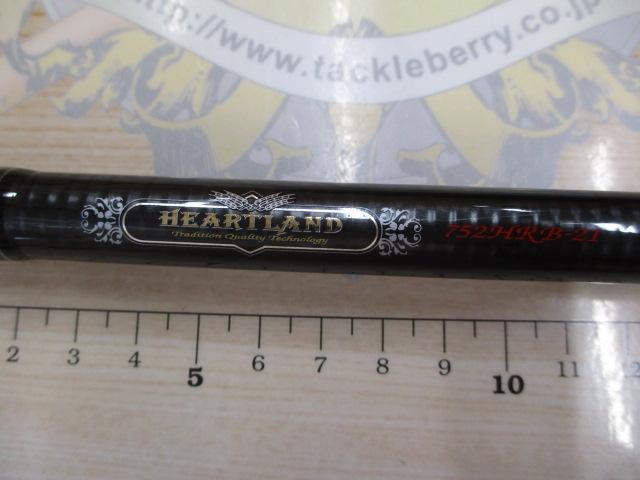 http://www.tackleberry.co.jp
HEARTLAND
Tradition Quality Technology
752HRB-21
2 3 4 5 6 7 8 9 10 11 12